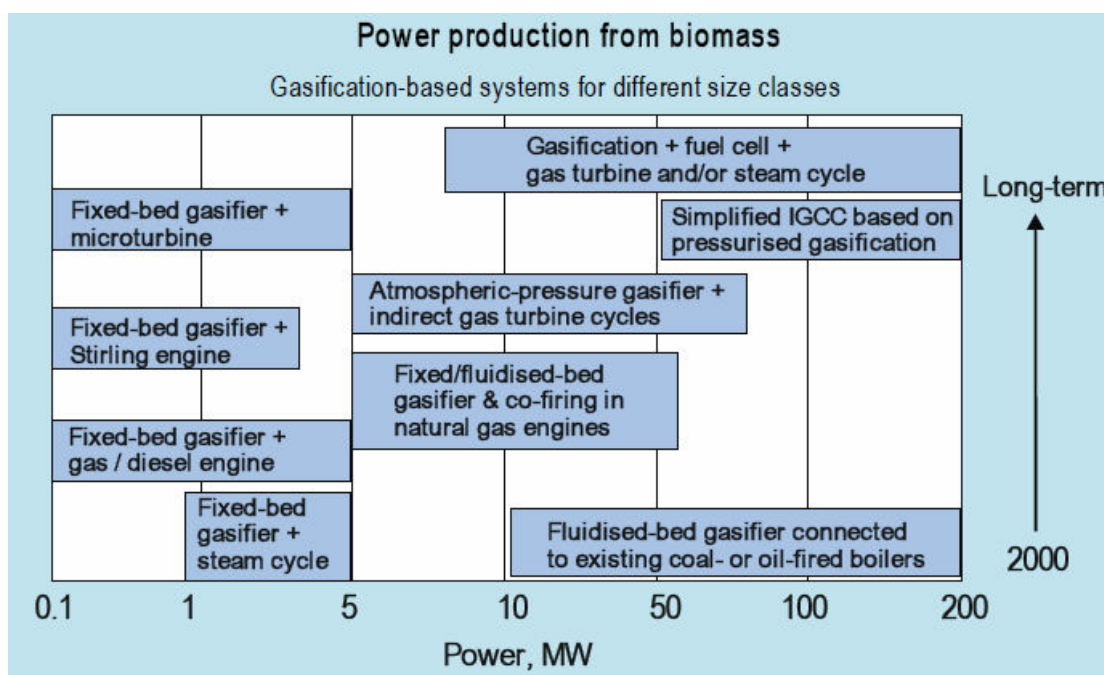 Power production from biomass
Gasification-based systems for different size classes
Gasification + fuel cell +
gas turbine and/or steam cycle
Long-term
Fixed-bed gasifier +
microturbine
Simplified IGCC based on
pressurised gasification
Atmospheric-pressure gasifier +
indirect gas turbine cycles
Fixed-bed gasifier +
Stirling engine
Fixed/fluidised-bed
gasifier & co-firing in
natural gas engines
Fixed-bed gasifier +
gas / diesel engine
Fixed-bed
gasifier +
steam cycle
Fluidised-bed gasifier connected
to existing coal- or oil-fired boilers
2000
0.1 1 5 10 50 100 200
Power, MW